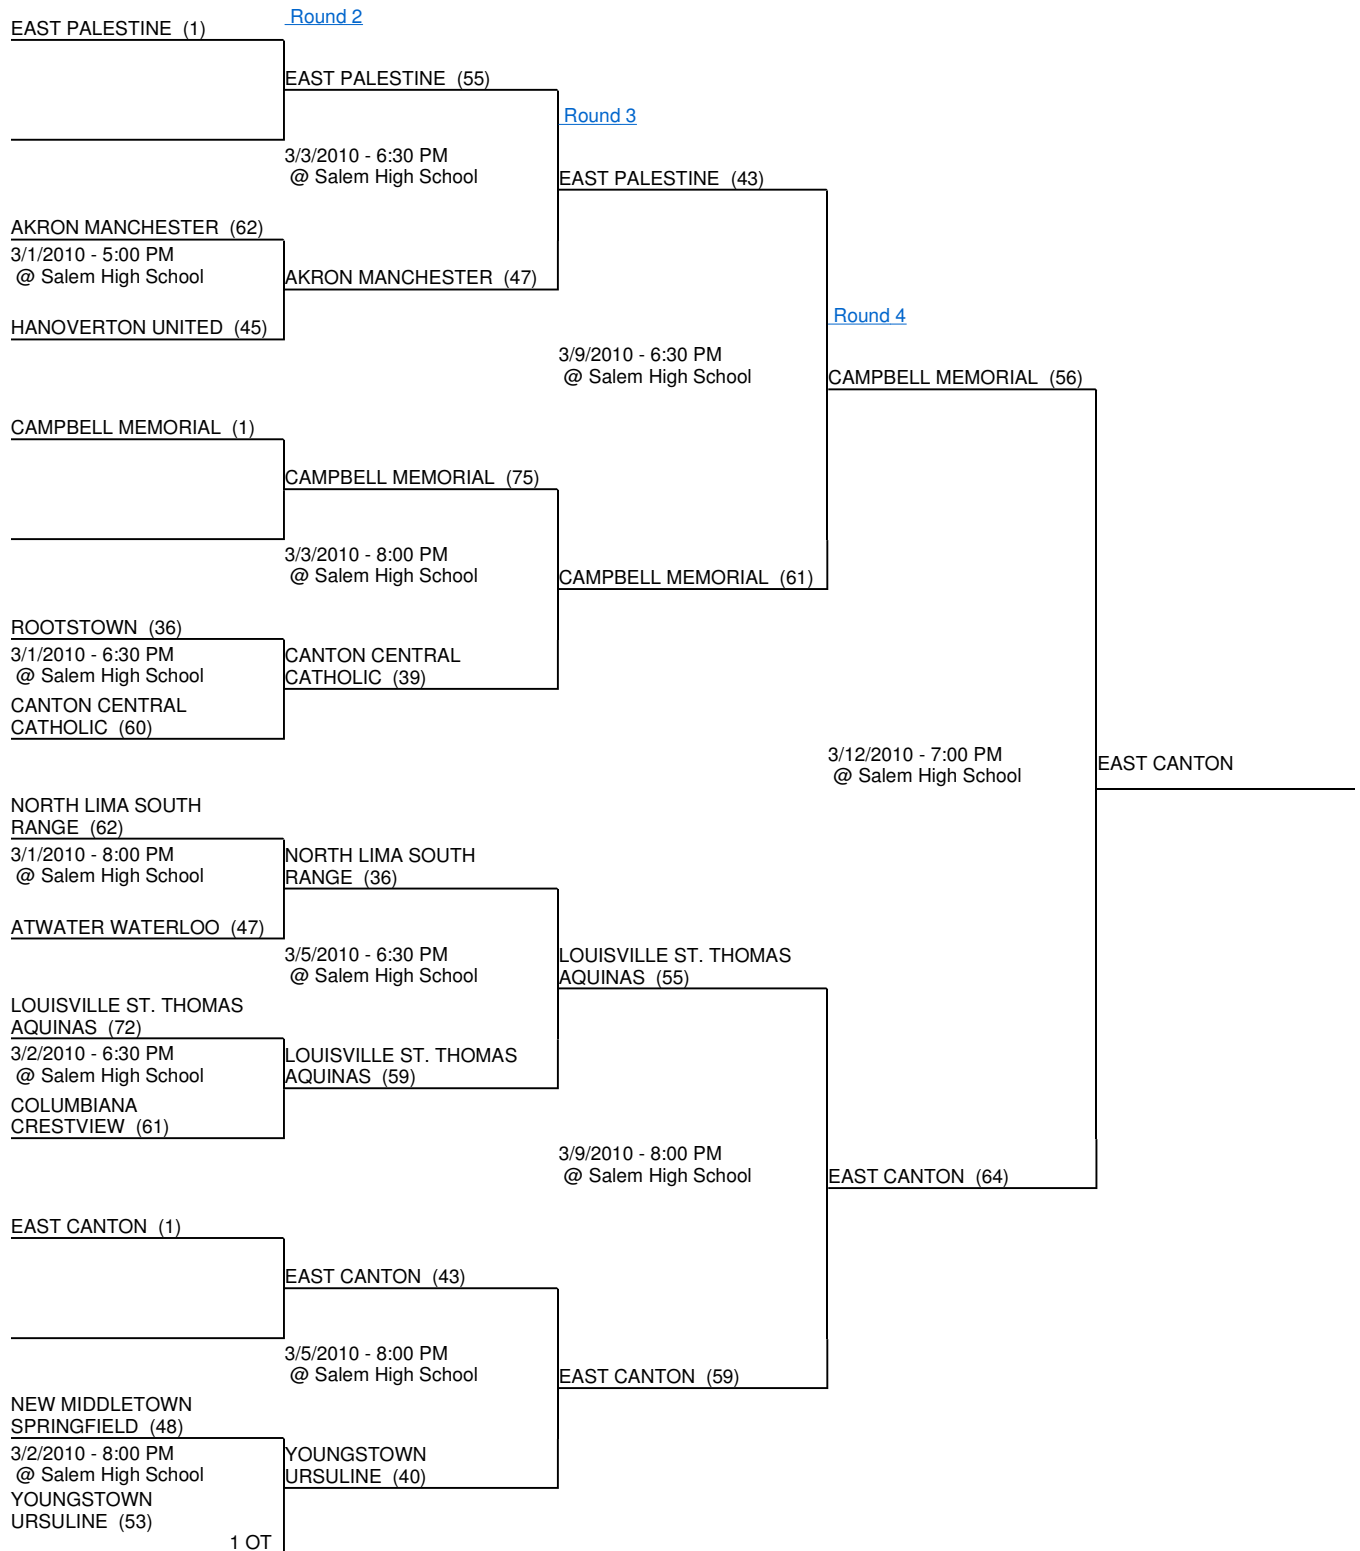 Round 2
EAST PALESTINE (1)
EAST PALESTINE (55)
Round 3
3/3/2010 - 6:30 PM
@ Salem High School
EAST PALESTINE (43)
AKRON MANCHESTER (62)
3/1/2010 - 5:00 PM
@ Salem High School
AKRON MANCHESTER (47)
HANOVERTON UNITED (45)
Round 4
3/9/2010 - 6:30 PM
@ Salem High School
CAMPBELL MEMORIAL (56)
CAMPBELL MEMORIAL (1)
CAMPBELL MEMORIAL (75)
3/3/2010 - 8:00 PM
@ Salem High School
CAMPBELL MEMORIAL (61)
ROOTSTOWN (36)
3/1/2010 - 6:30 PM
@ Salem High School
CANTON CENTRAL
CATHOLIC (39)
CANTON CENTRAL
CATHOLIC (60)
3/12/2010 - 7:00 PM
@ Salem High School
EAST CANTON
NORTH LIMA SOUTH
RANGE (62)
3/1/2010 - 8:00 PM
@ Salem High School
NORTH LIMA SOUTH
RANGE (36)
ATWATER WATERLOO (47)
3/5/2010 - 6:30 PM
@ Salem High School
LOUISVILLE ST. THOMAS
AQUINAS (55)
LOUISVILLE ST. THOMAS
AQUINAS (72)
3/2/2010 - 6:30 PM
@ Salem High School
LOUISVILLE ST. THOMAS
AQUINAS (59)
COLUMBIANA
CRESTVIEW (61)
3/9/2010 - 8:00 PM
@ Salem High School
EAST CANTON (64)
EAST CANTON (1)
EAST CANTON (43)
3/5/2010 - 8:00 PM
@ Salem High School
EAST CANTON (59)
NEW MIDDLETOWN
SPRINGFIELD (48)
3/2/2010 - 8:00 PM
@ Salem High School
YOUNGSTOWN
URSULINE (40)
YOUNGSTOWN
URSULINE (53)
1 OT